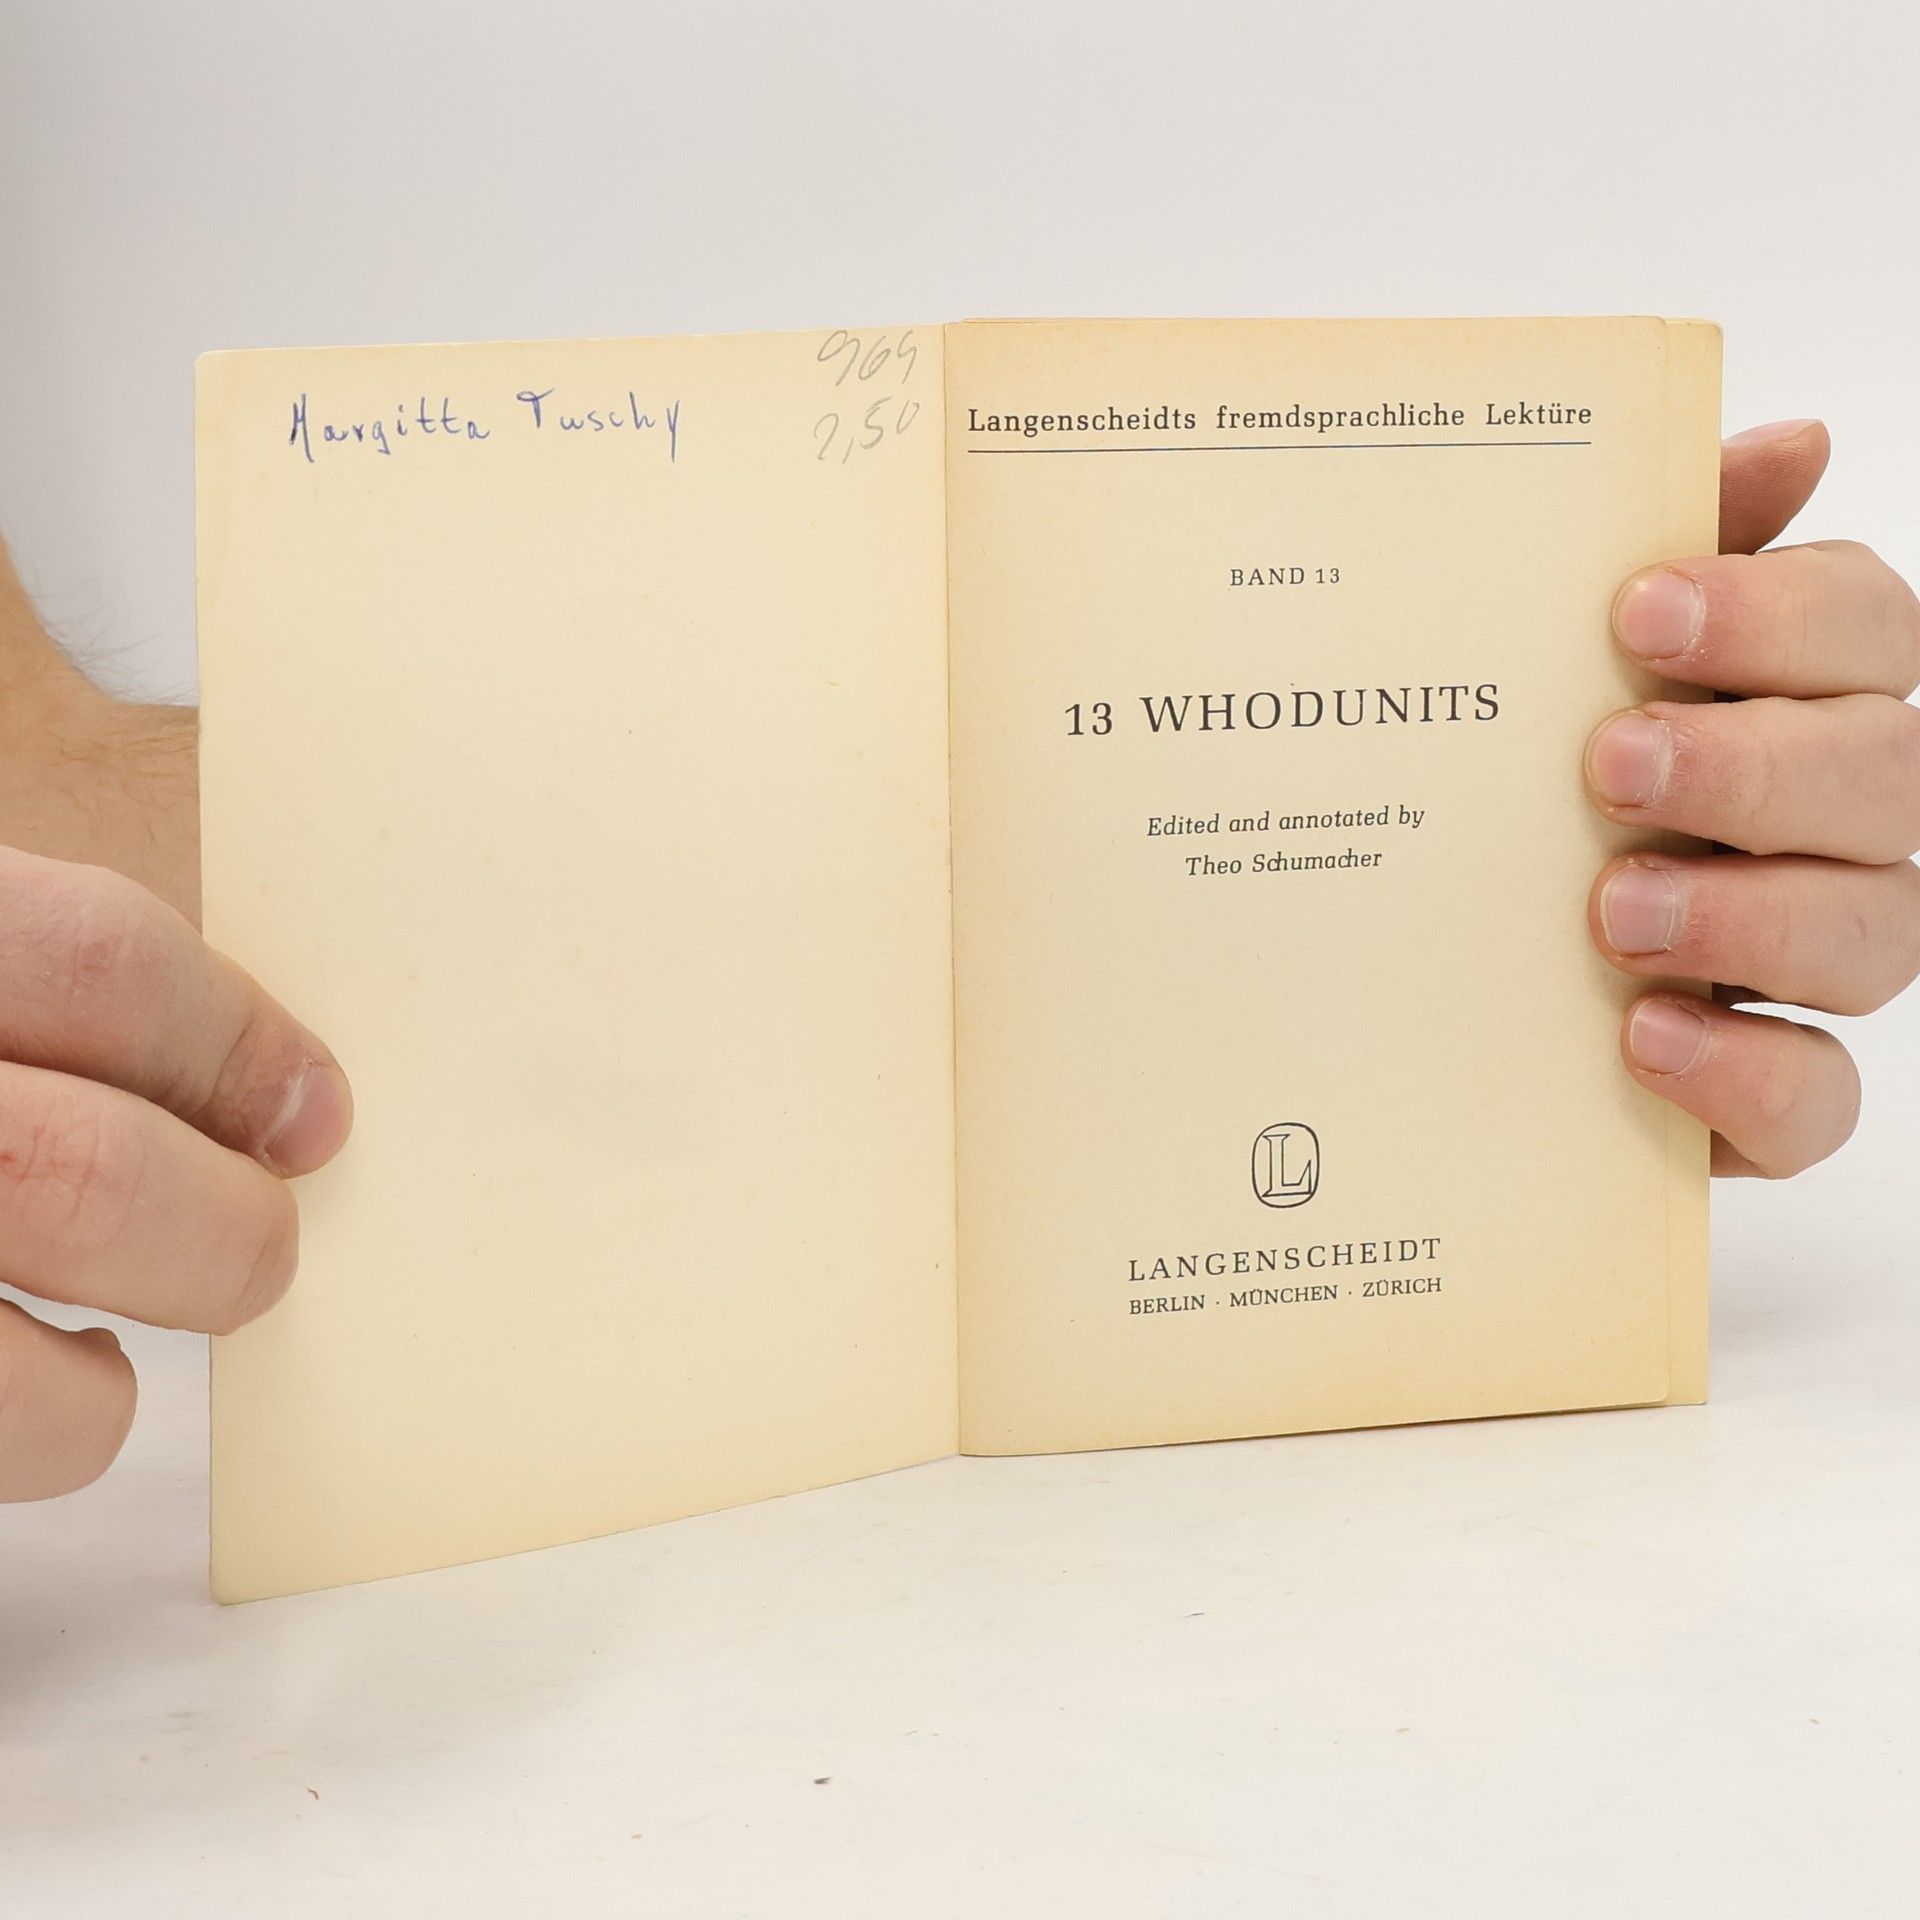 Margitta Tuschy
969
2,50
Langenscheidts fremdsprachliche Lektüre
BAND 13
13 WHODUNITS
Edited and annotated by
Theo Schumacher
L
LANGENSCHEIDT
BERLIN · MÜNCHEN · ZÜRICH